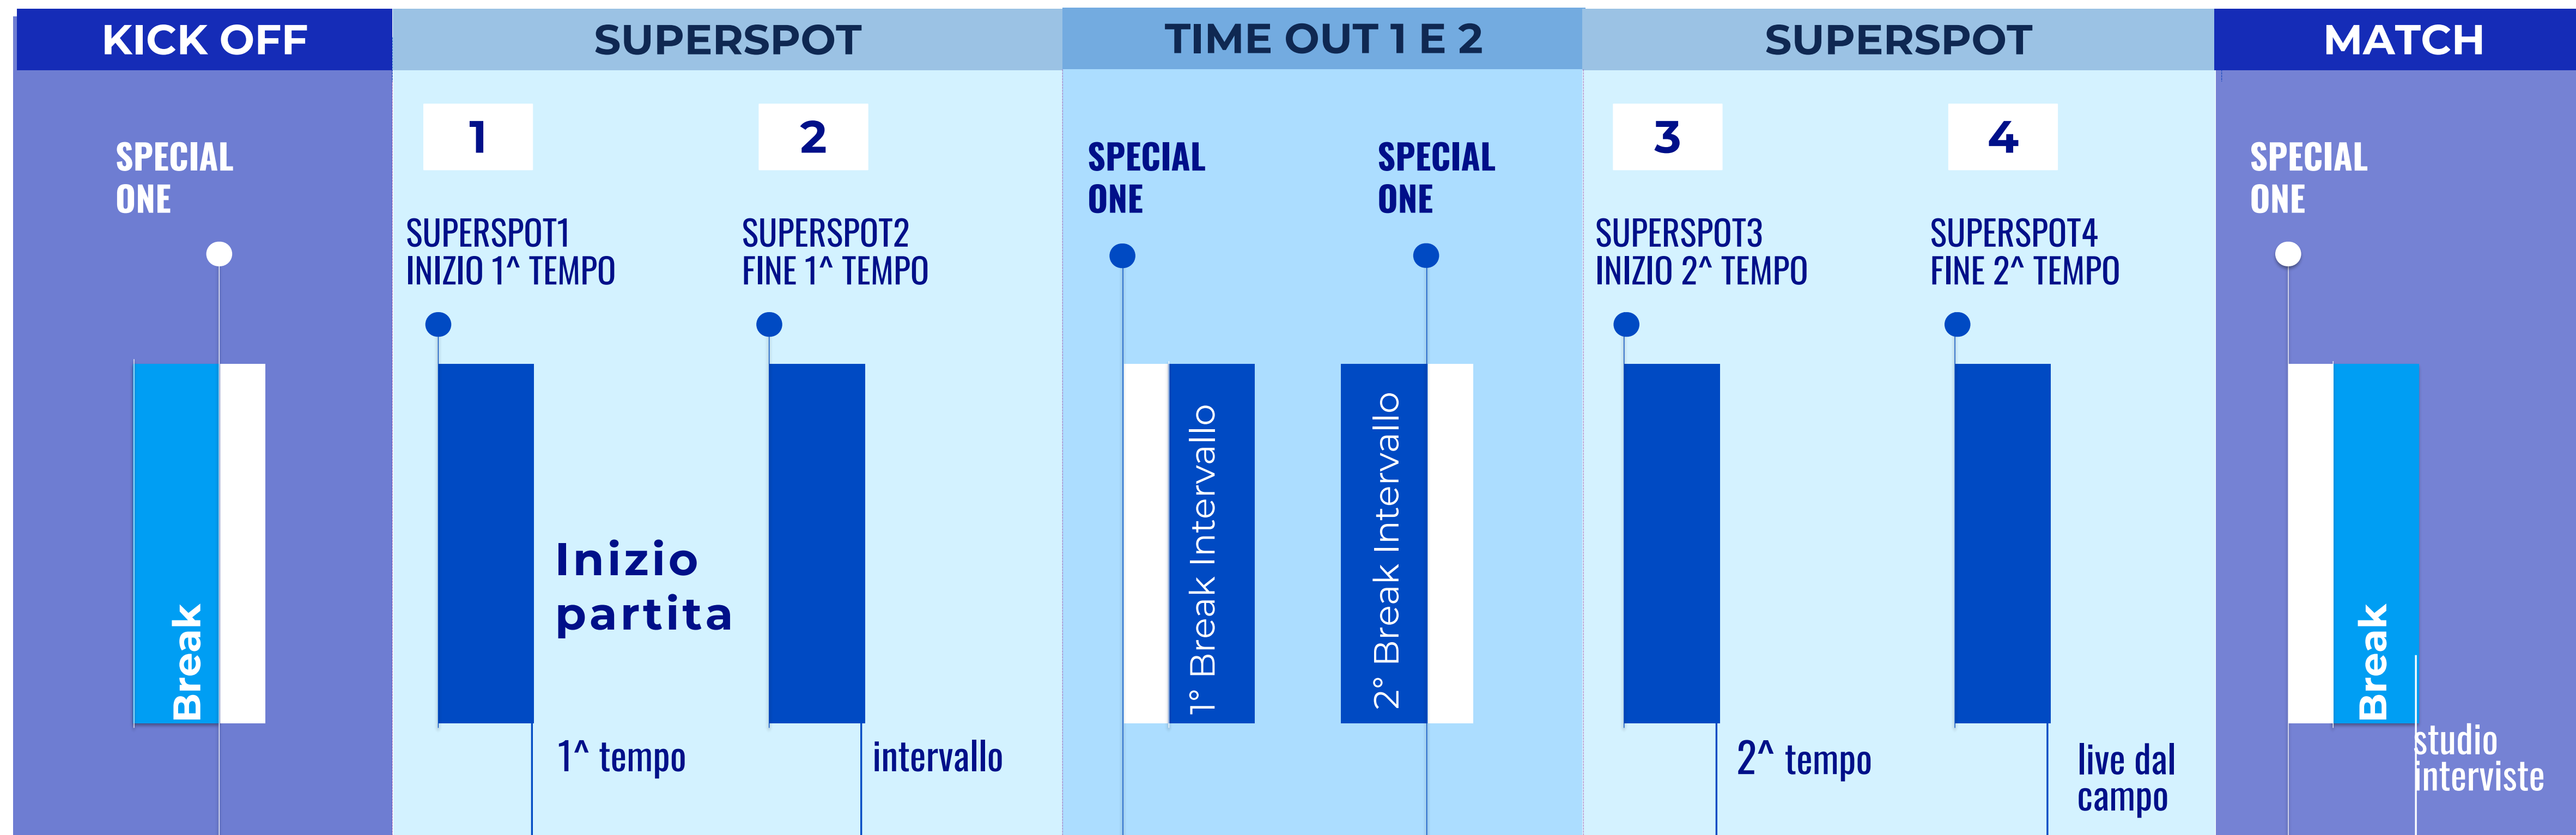 KICK OFF
SUPERSPOT
TIME OUT 1 E 2
SUPERSPOT
MATCH
SPECIAL
ONE
Break
1
SUPERSPOT1
INIZIO 1^ TEMPO
Inizio
partita
1^ tempo
2
SUPERSPOT2
FINE 1^ TEMPO
intervallo
SPECIAL
ONE
1° Break Intervallo
SPECIAL
ONE
2° Break Intervallo
3
SUPERSPOT3
INIZIO 2^ TEMPO
2^ tempo
4
SUPERSPOT4
FINE 2^ TEMPO
live dal
campo
SPECIAL
ONE
Break
studio
interviste